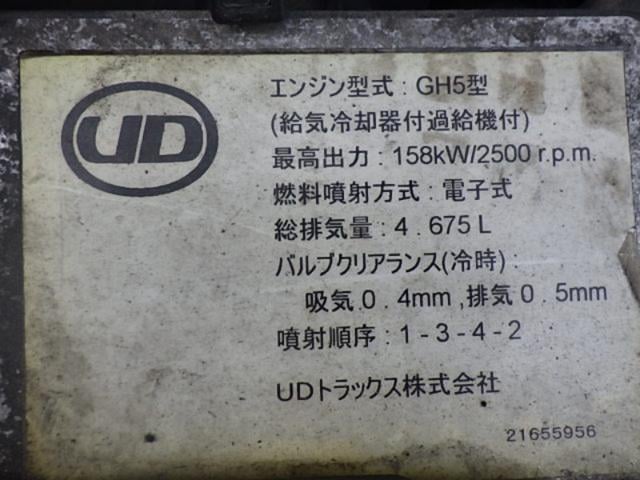 UD
エンジン型式 : GH5型
(給気冷却器付過給機付)
最高出力 : 158kW/2500 r.p.m.
燃料噴射方式 : 電子式
総排気量 : 4 . 675 L
バルブクリアランス(冷時) :
吸気 0 . 4mm , 排気 0 . 5mm
噴射順序 : 1 - 3 - 4 - 2
UDトラックス株式会社
21655956